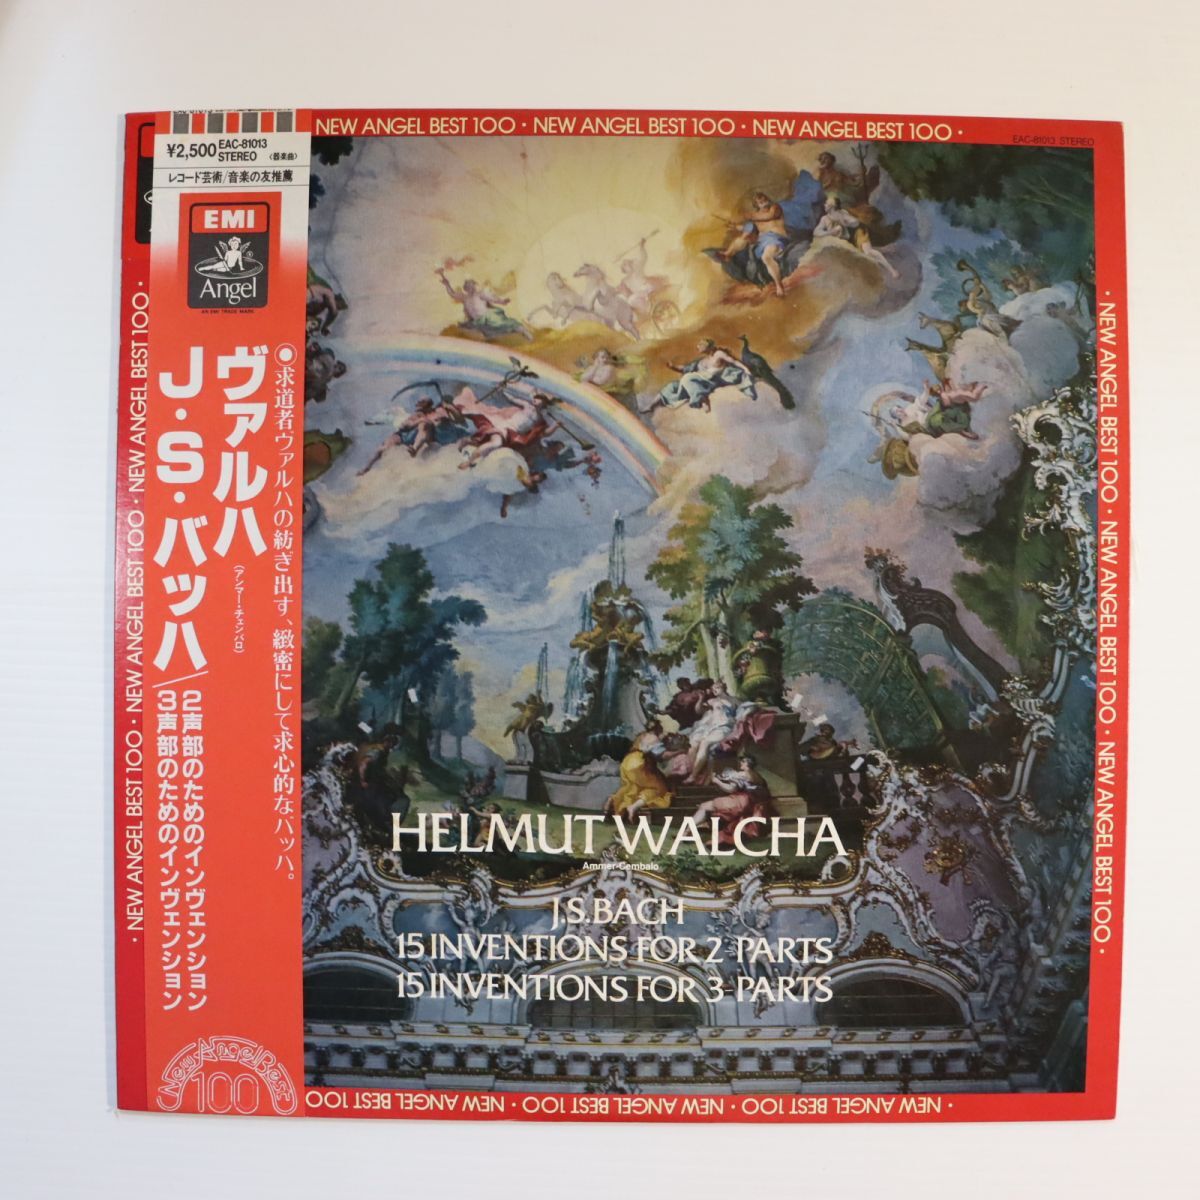 NEW ANGEL BEST 100 · NEW ANGEL BEST 100 · NEW ANGEL BEST 100 ·
EAC-81013 STEREO
¥2,500 EAC-81013
STEREO 〈器楽曲〉
レコード芸術/音楽の友推薦
EMI
Angel
AN EMI TRADE MARK
●求道者ヴァルハの紡ぎ出す、緻密にして求心的なバッハ。
ヴァルハ
(アンマー・チェンバロ)
J・S・バッハ/
2声部のためのインヴェンション
3声部のためのインヴェンション
New Angel Best
100
HELMUT WALCHA
Ammer-Cembalo
J.S.BACH
15 INVENTIONS FOR 2-PARTS
15 INVENTIONS FOR 3-PARTS
· NEW ANGEL BEST 100 · NEW ANGEL BEST 100 · NEW ANGEL BEST 100 ·
· NEW ANGEL BEST 100 · NEW ANGEL BEST 100 · NEW ANGEL BEST 100 ·
· NEW ANGEL BEST 100 · NEW ANGEL BEST 100 · NEW ANGEL BEST 100